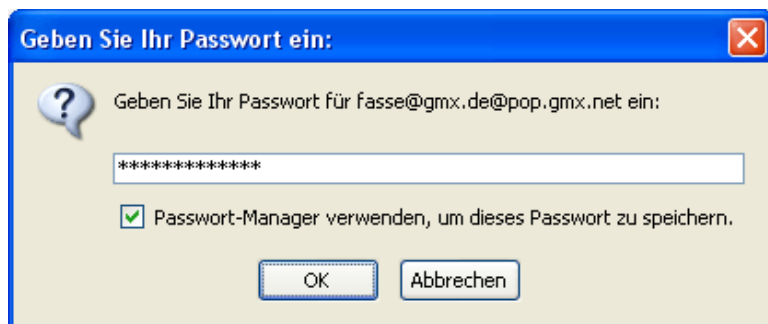 Geben Sie Ihr Passwort ein:
Geben Sie Ihr Passwort für fasse@gmx.de@pop.gmx.net ein:
*************
Passwort-Manager verwenden, um dieses Passwort zu speichern.
OK Abbrechen